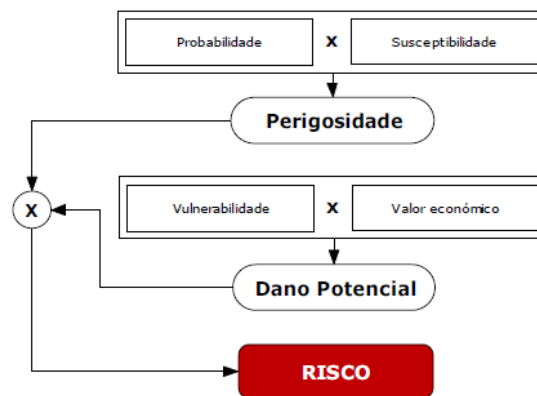 Probabilidade X Susceptibilidade
Perigosidade
X
Vulnerabilidade X Valor económico
Dano Potencial
RISCO